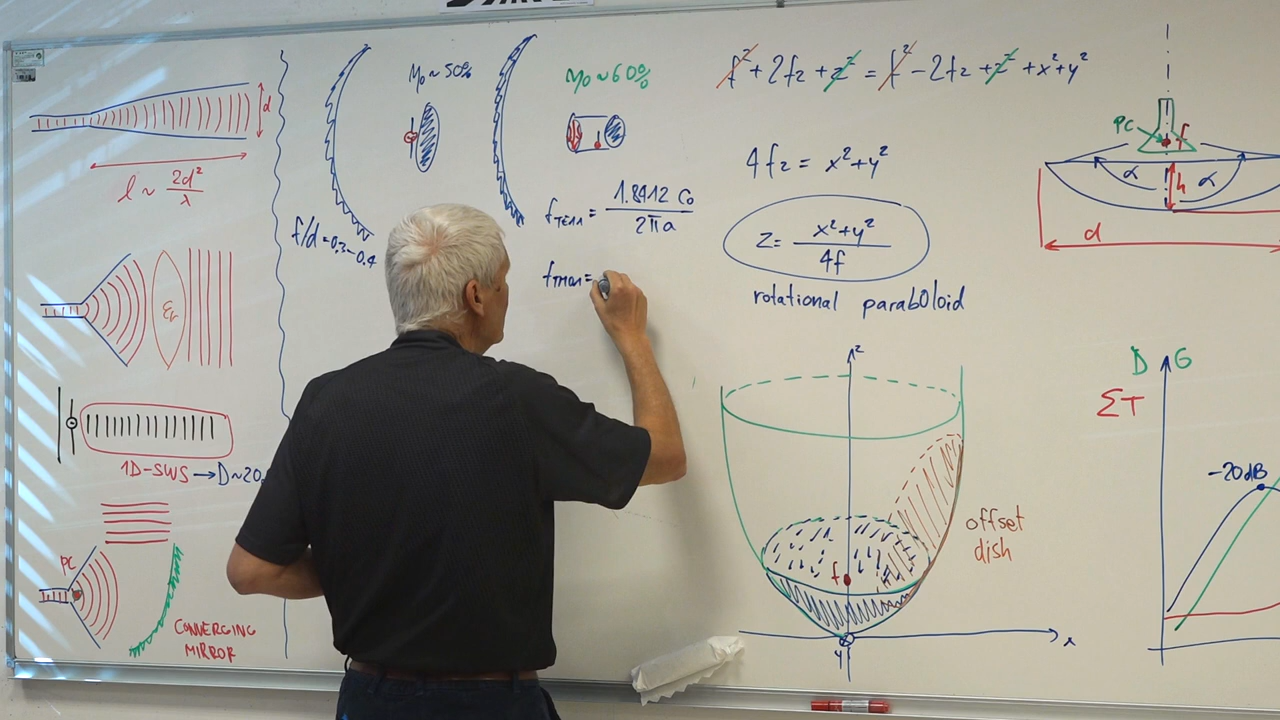 d
l ~ 2d²/λ
εr
1D-SWS → D~20
PC
CONVERGING
MIRROR
η₀ ~ 50%
f/d = 0.3-0.4
η₀ ~ 60%
fTE11 = 1.8412 C₀ / 2πa
fTM01 =
f² + 2fz + z² = f² - 2fz + z² + x² + y²
4fz = x² + y²
z = x² + y² / 4f
rotational paraboloid
z
f
offset
dish
x
y
PC
f
α
h
α
d
D G
ΣT
-20dB